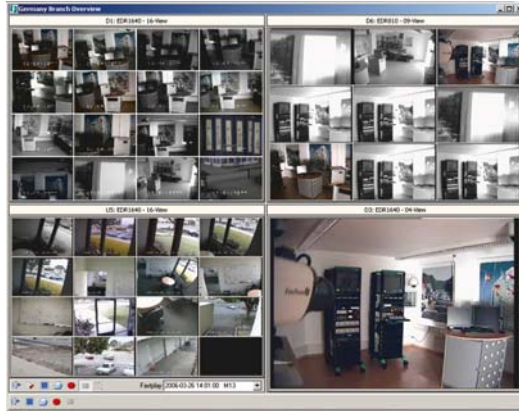 Germany Branch Overview
D1: EDR1640 - 16-View
D6: EDR810 - 09-View
US: EDR1640 - 16-View
D3: EDR1640 - 04-View
Fastplay 2006-03-26 14:01:00 M13